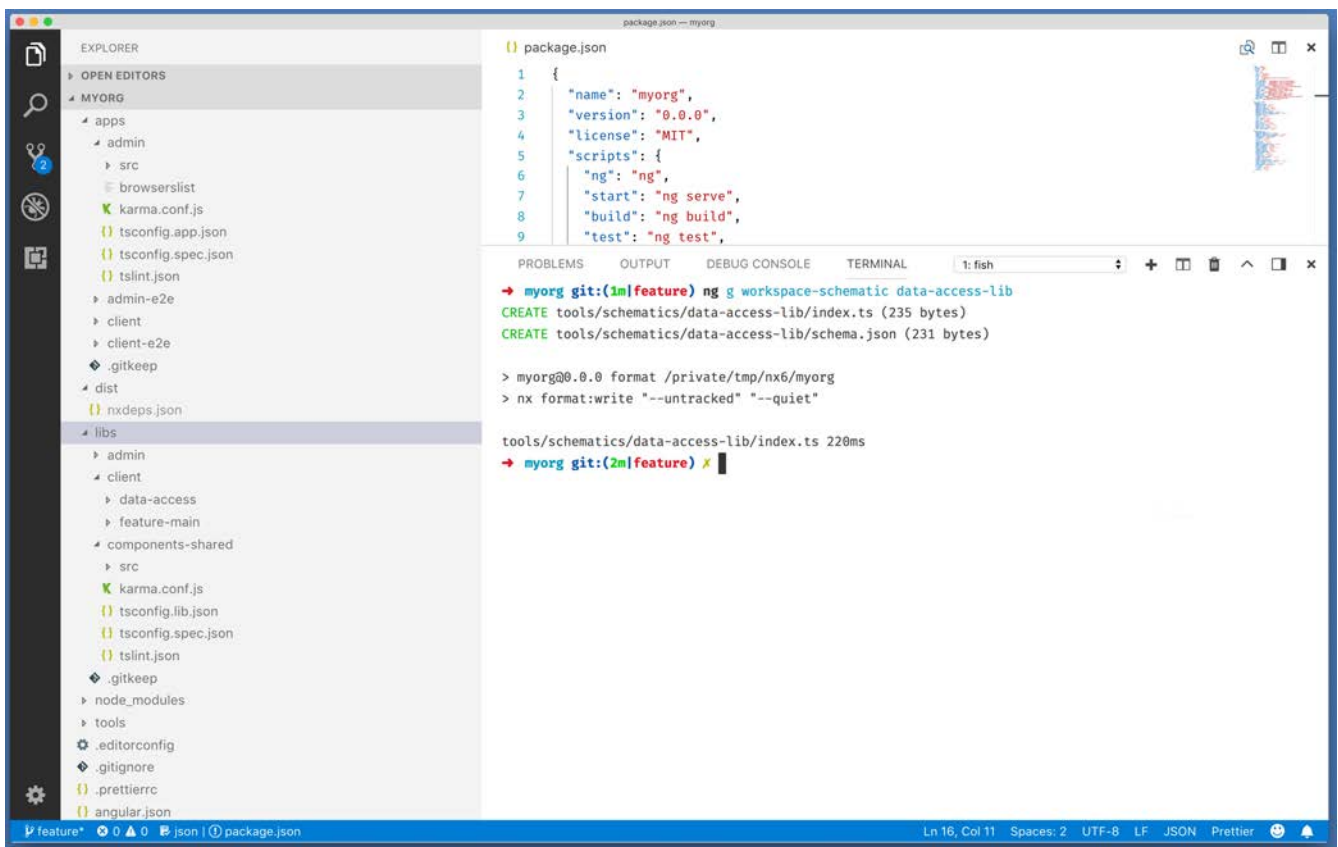 package.json — myorg
EXPLORER
OPEN EDITORS
MYORG
apps
admin
src
browserslist
karma.conf.js
tsconfig.app.json
tsconfig.spec.json
tslint.json
admin-e2e
client
client-e2e
.gitkeep
dist
nxdeps.json
libs
admin
client
data-access
feature-main
components-shared
src
karma.conf.js
tsconfig.lib.json
tsconfig.spec.json
tslint.json
.gitkeep
node_modules
tools
.editorconfig
.gitignore
.prettierrc
angular.json
2
{} package.json
1 {
2 "name": "myorg",
3 "version": "0.0.0",
4 "license": "MIT",
5 "scripts": {
6 "ng": "ng",
7 "start": "ng serve",
8 "build": "ng build",
9 "test": "ng test",
PROBLEMS OUTPUT DEBUG CONSOLE TERMINAL 1: fish
→ myorg git:(1m|feature) ng g workspace-schematic data-access-lib
CREATE tools/schematics/data-access-lib/index.ts (235 bytes)
CREATE tools/schematics/data-access-lib/schema.json (231 bytes)
> myorg@0.0.0 format /private/tmp/nx6/myorg
> nx format:write "--untracked" "--quiet"
tools/schematics/data-access-lib/index.ts 220ms
→ myorg git:(2m|feature) ✗
feature* 0 0 json | package.json Ln 16, Col 11 Spaces: 2 UTF-8 LF JSON Prettier